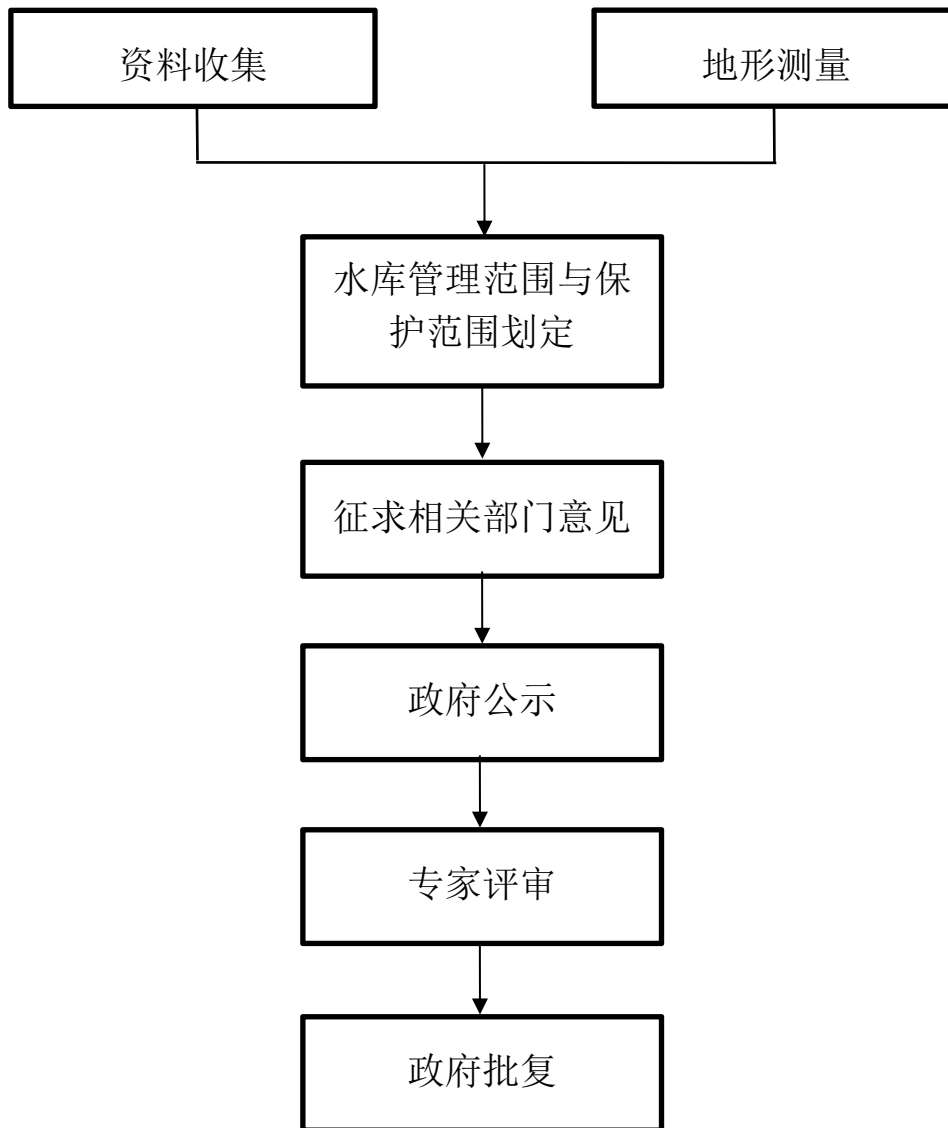 资料收集
地形测量
水库管理范围与保
护范围划定
征求相关部门意见
政府公示
专家评审
政府批复